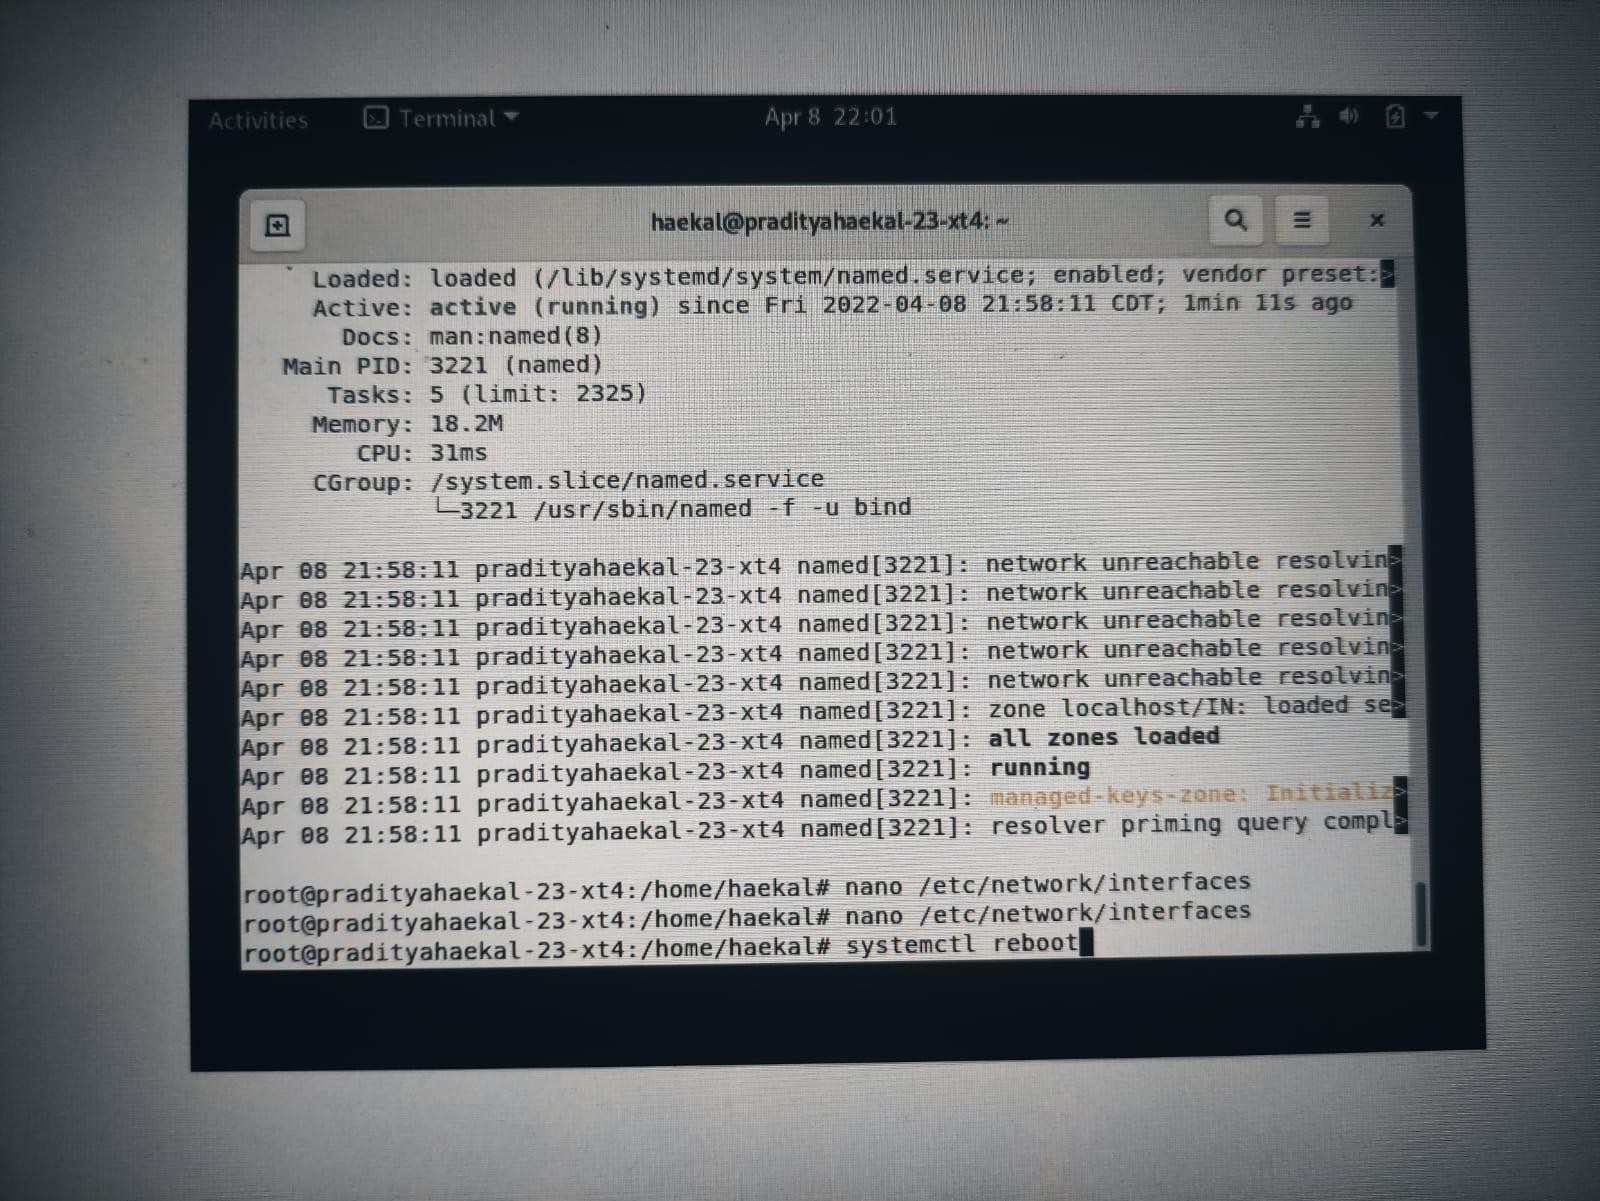 Activities Terminal Apr 8 22:01
haekal@pradityahaekal-23-xt4: ~
Loaded: loaded (/lib/systemd/system/named.service; enabled; vendor preset:>
Active: active (running) since Fri 2022-04-08 21:58:11 CDT; 1min 11s ago
Docs: man:named(8)
Main PID: 3221 (named)
Tasks: 5 (limit: 2325)
Memory: 18.2M
CPU: 31ms
CGroup: /system.slice/named.service
└─3221 /usr/sbin/named -f -u bind
Apr 08 21:58:11 pradityahaekal-23-xt4 named[3221]: network unreachable resolvin>
Apr 08 21:58:11 pradityahaekal-23-xt4 named[3221]: network unreachable resolvin>
Apr 08 21:58:11 pradityahaekal-23-xt4 named[3221]: network unreachable resolvin>
Apr 08 21:58:11 pradityahaekal-23-xt4 named[3221]: network unreachable resolvin>
Apr 08 21:58:11 pradityahaekal-23-xt4 named[3221]: network unreachable resolvin>
Apr 08 21:58:11 pradityahaekal-23-xt4 named[3221]: zone localhost/IN: loaded se>
Apr 08 21:58:11 pradityahaekal-23-xt4 named[3221]: all zones loaded
Apr 08 21:58:11 pradityahaekal-23-xt4 named[3221]: running
Apr 08 21:58:11 pradityahaekal-23-xt4 named[3221]: managed-keys-zone: Initializ>
Apr 08 21:58:11 pradityahaekal-23-xt4 named[3221]: resolver priming query compl>
root@pradityahaekal-23-xt4:/home/haekal# nano /etc/network/interfaces
root@pradityahaekal-23-xt4:/home/haekal# nano /etc/network/interfaces
root@pradityahaekal-23-xt4:/home/haekal# systemctl reboot